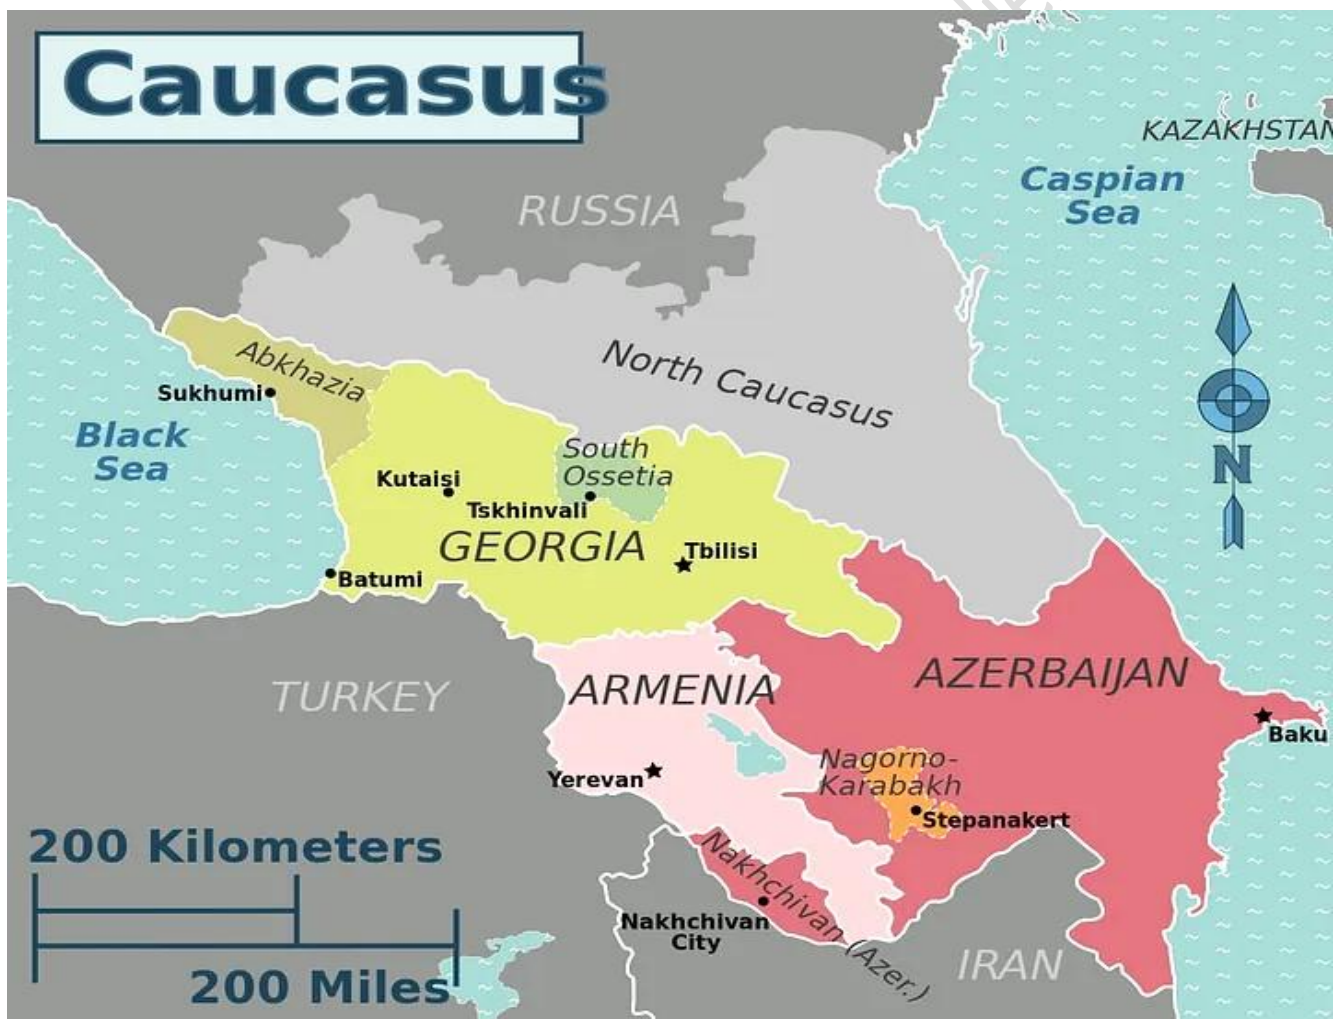 Caucasus
KAZAKHSTAN
RUSSIA
Caspian
Sea
North Caucasus
Abkhazia
Sukhumi
Black
Sea
South
Ossetia
Kutaisi
Tskhinvali
GEORGIA
Tbilisi
Batumi
N
TURKEY
ARMENIA
AZERBAIJAN
Baku
Nagorno-
Karabakh
Yerevan
Stepanakert
200 Kilometers
Nakhchivan (Azer.)
Nakhchivan
City
IRAN
200 Miles